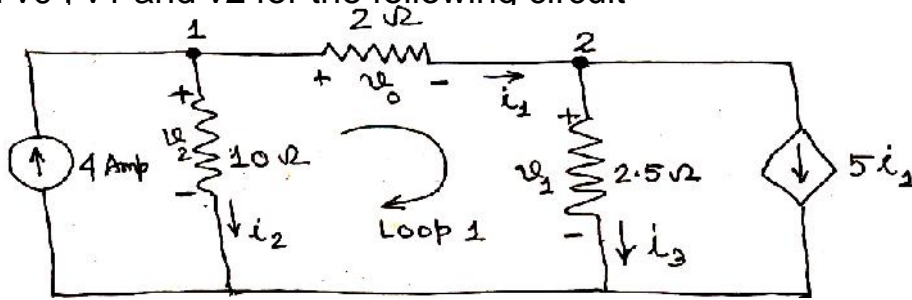 v0 , v1 and v2 for the following circuit
2 Ω
1
2
+ v₀ - → i₁
+
v₂
-
10 Ω
4 Amp
↓ i₂
Loop 1
+
v₁
-
2.5 Ω
↓ i₃
5 i₁